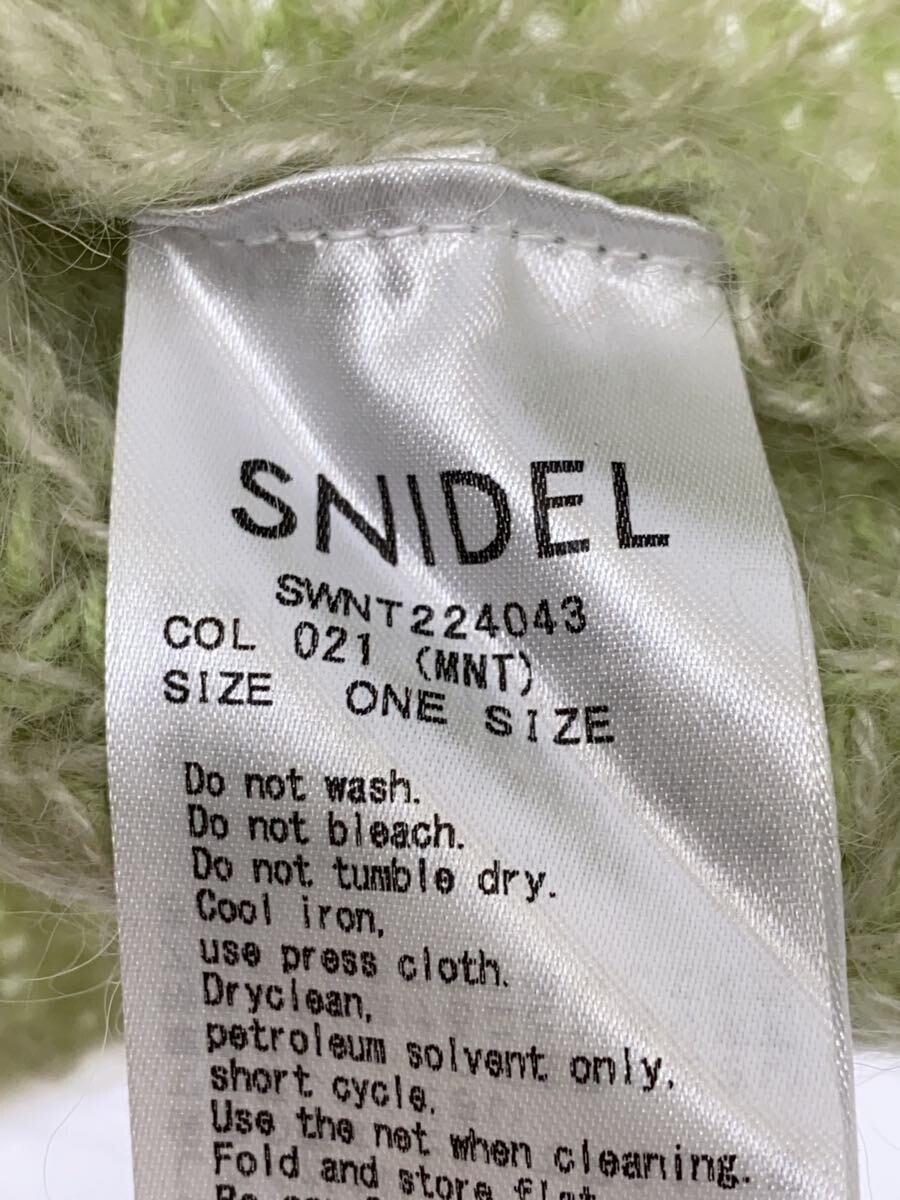 SNIDEL
SWNT224043
COL 021 (MNT)
SIZE ONE SIZE
Do not wash.
Do not bleach.
Do not tumble dry.
Cool iron,
use press cloth.
Dryclean,
petroleum solvent only,
short cycle.
Use the net when cleaning.
Fold and store flat.